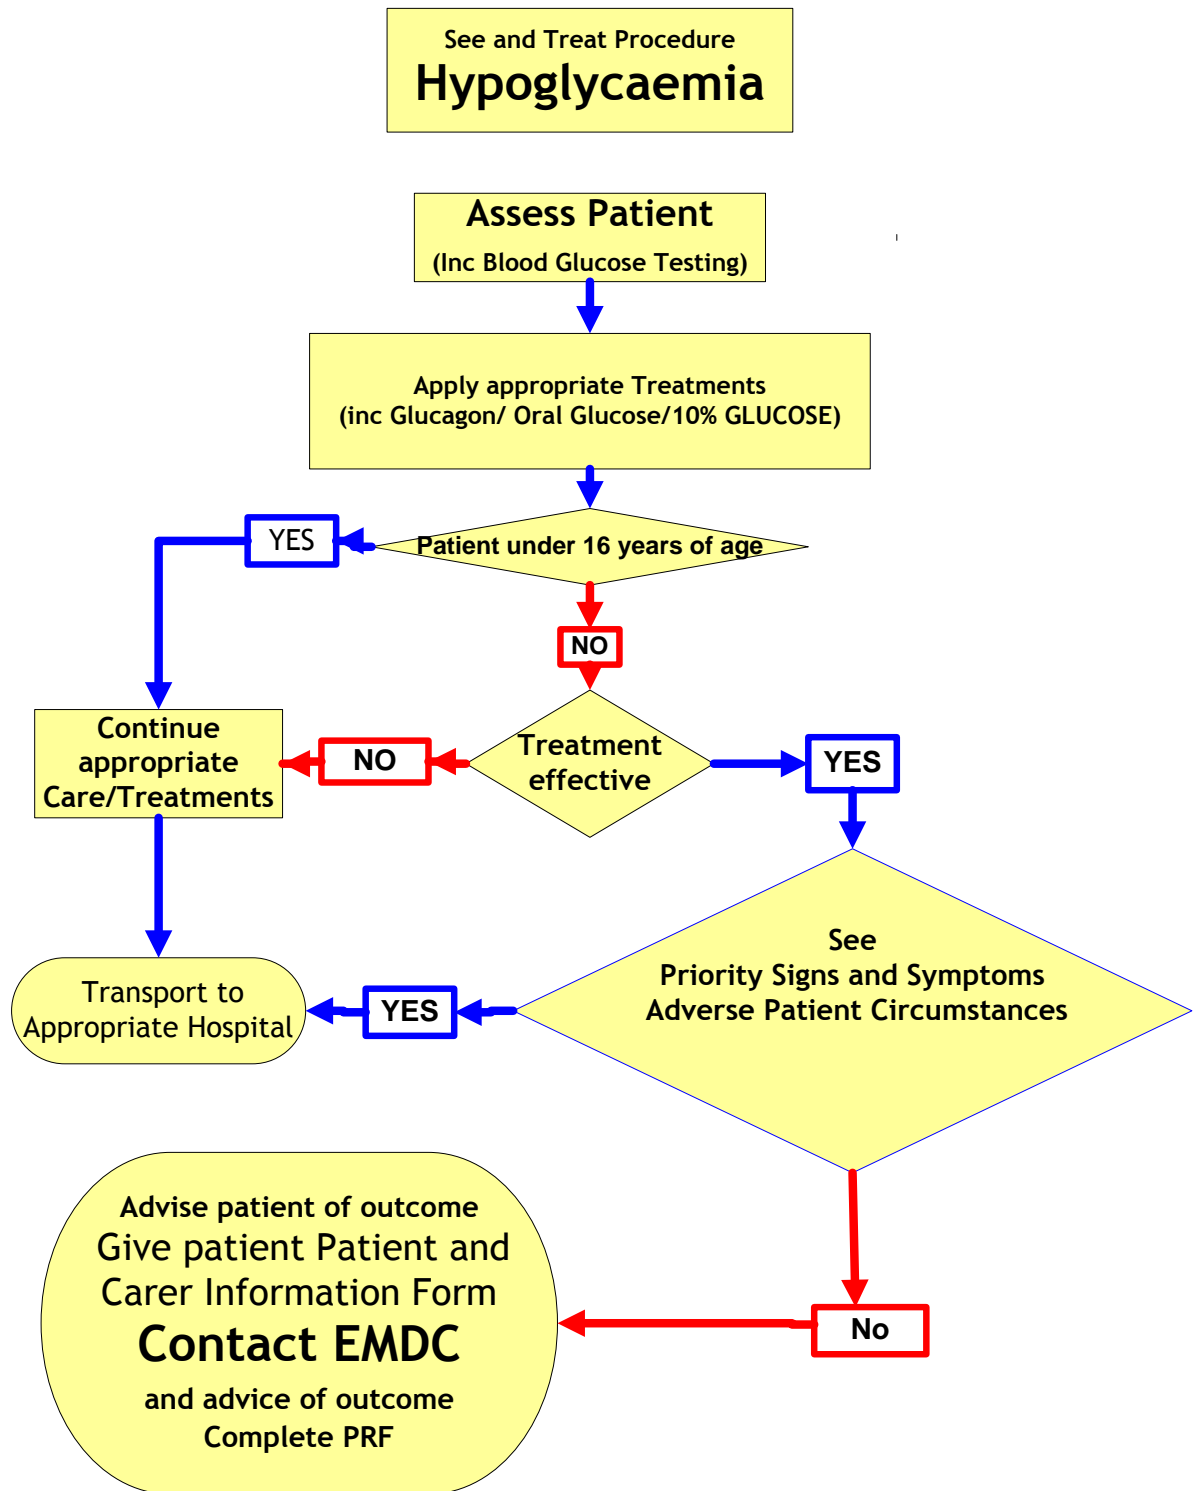 See and Treat Procedure
Hypoglycaemia
Assess Patient
(Inc Blood Glucose Testing)
Apply appropriate Treatments
(inc Glucagon/ Oral Glucose/10% GLUCOSE)
YES
Patient under 16 years of age
NO
Continue
appropriate
Care/Treatments
NO
Treatment
effective
YES
See
Priority Signs and Symptoms
Adverse Patient Circumstances
YES
Transport to
Appropriate Hospital
No
Advise patient of outcome
Give patient Patient and
Carer Information Form
Contact EMDC
and advice of outcome
Complete PRF